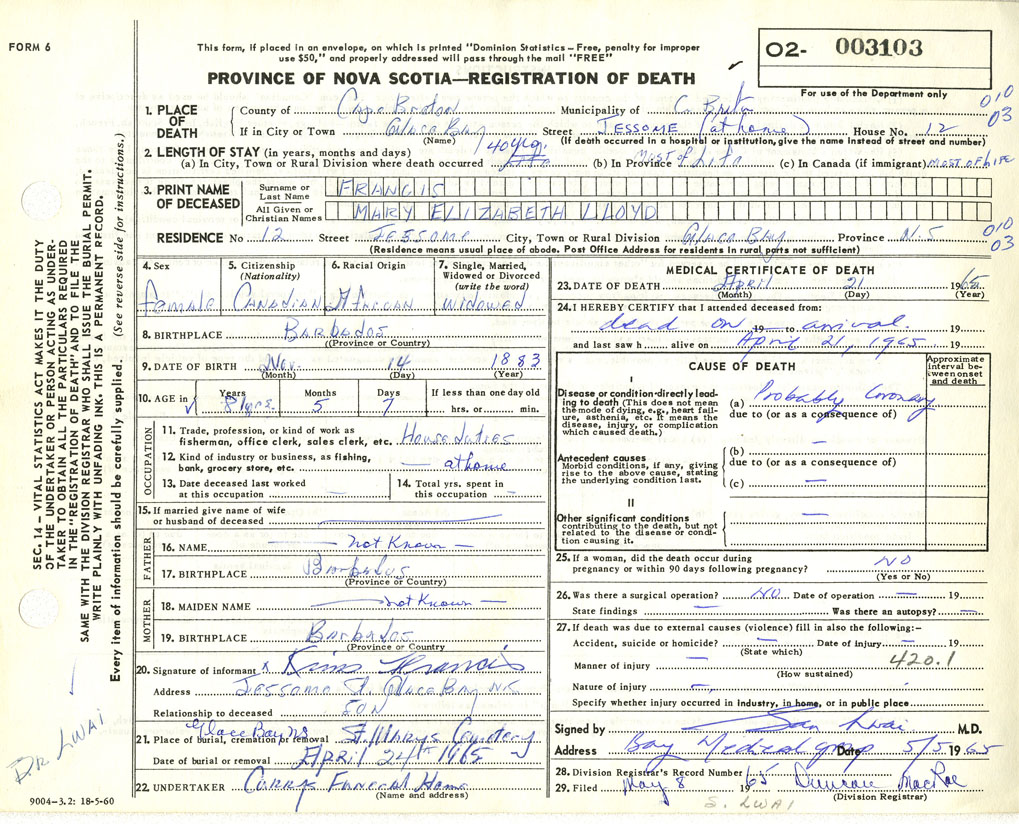 FORM 6
This form, if placed in an envelope, on which is printed "Dominion Statistics – Free, penalty for improper
use $50," and properly addressed will pass through the mail "FREE"
PROVINCE OF NOVA SCOTIA—REGISTRATION OF DEATH
O2- 003103
For use of the Department only
010
03
1. PLACE OF DEATH
County of Cape Breton Municipality of C. Breton
If in City or Town Glace Bay Street JESSOME (at home) House No. 12
(Name) (If death occurred in a hospital or institution, give the name instead of street and number)
2. LENGTH OF STAY (in years, months and days) 40 yrs.
(a) In City, Town or Rural Division where death occurred (b) In Province Most of Life (c) In Canada (if immigrant) MOST OF LIFE
3. PRINT NAME OF DECEASED
Surname or Last Name FRANCIS
All Given or Christian Names MARY ELIZABETH LLOYD
RESIDENCE No 12 Street JESSOME City, Town or Rural Division Glace Bay Province N.S
010
03
(Residence means usual place of abode. Post Office Address for residents in rural parts not sufficient)
4. Sex Female
5. Citizenship (Nationality) Canadian
6. Racial Origin African
7. Single, Married, Widowed or Divorced (write the word) widowed
8. BIRTHPLACE Barbados
(Province or Country)
9. DATE OF BIRTH Nov. 14 1883
(Month) (Day) (Year)
10. AGE in Years 81 yrs. Months 5 Days 7 If less than one day old hrs. or min.
OCCUPATION
11. Trade, profession, or kind of work as
fisherman, office clerk, sales clerk, etc. House duties
12. Kind of industry or business, as fishing,
bank, grocery store, etc. — at home
13. Date deceased last worked
at this occupation —
14. Total yrs. spent in
this occupation —
15. If married give name of wife
or husband of deceased —
FATHER
16. NAME — not Known —
17. BIRTHPLACE Barbados
(Province or Country)
MOTHER
18. MAIDEN NAME — not Known —
19. BIRTHPLACE Barbados
(Province or Country
20. Signature of informant x Francis
Address Jessome St. Glace Bay NS
Relationship to deceased SON
Glace Bay NS
21. Place of burial, cremation or removal St. Marys Cemetery
Date of burial or removal APRIL 24th 1965
22. UNDERTAKER Currys Funeral Home
(Name and address)
MEDICAL CERTIFICATE OF DEATH
23. DATE OF DEATH April 21 1965
(Month) (Day) (Year)
24. I HEREBY CERTIFY that I attended deceased from:
dead on 19 to arrival 19
and last saw h alive on April 21, 1965 19
CAUSE OF DEATH
Approximate interval between onset and death
I
Disease or condition directly leading to death (This does not mean the mode of dying, e.g., heart failure, asthenia, etc. It means the disease, injury, or complication which caused death.)
(a) Probably Coronary
due to (or as a consequence of)
—
Antecedent causes
Morbid conditions, if any, giving rise to the above cause, stating the underlying condition last.
(b)
due to (or as a consequence of)
(c) —
II
Other significant conditions
contributing to the death, but not related to the disease or condition causing it.
—
25. If a woman, did the death occur during
pregnancy or within 90 days following pregnancy? NO
(Yes or No)
26. Was there a surgical operation? NO Date of operation — 19
State findings — Was there an autopsy? —
27. If death was due to external causes (violence) fill in also the following:-
Accident, suicide or homicide? — Date of injury — 19
(State which)
Manner of injury — 420.1
(How sustained)
Nature of injury —
Specify whether injury occurred in industry, in home, or in public place
Signed by San Lwai M.D.
Address Bay Medical group Date 5/5 1965
28. Division Registrar's Record Number 65
29. Filed May 8 1965 Duncan MacRae
(Division Registrar)
S. LWAI
SEC. 14 – VITAL STATISTICS ACT MAKES IT THE DUTY
OF THE UNDERTAKER OR PERSON ACTING AS UNDER-
TAKER TO OBTAIN ALL THE PARTICULARS REQUIRED
IN THE "REGISTRATION OF DEATH" AND TO FILE THE
SAME WITH THE DIVISION REGISTRAR WHO SHALL ISSUE THE BURIAL PERMIT.
WRITE PLAINLY WITH UNFADING INK. THIS IS A PERMANENT RECORD.
Every item of information should be carefully supplied. (See reverse side for instructions.)
DR. LWAI
9004–3.2: 18-5-60